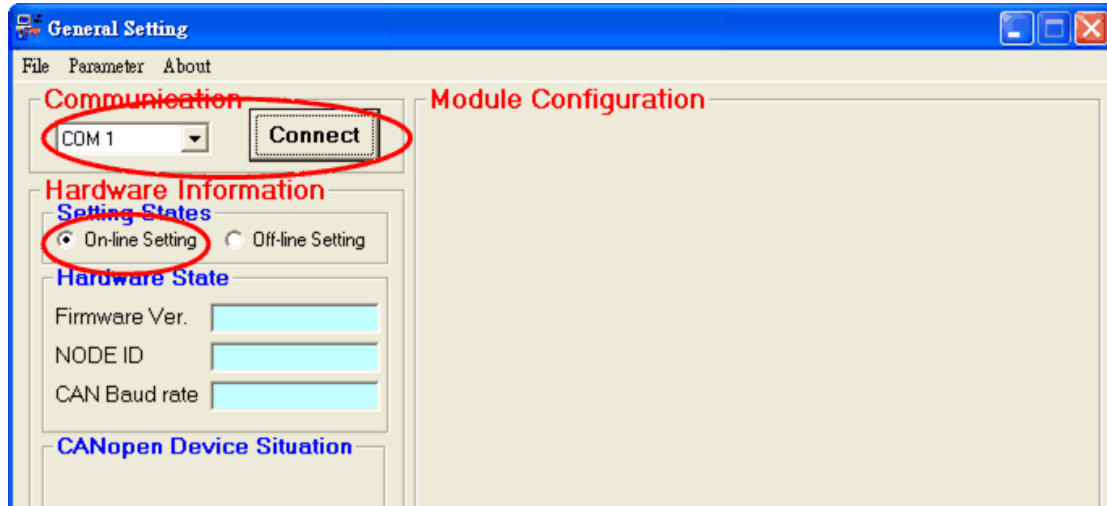 General Setting
File Parameter About
Communication
COM 1
Connect
Hardware Information
Setting States
On-line Setting
Off-line Setting
Hardware State
Firmware Ver.
NODE ID
CAN Baud rate
CANopen Device Situation
Module Configuration